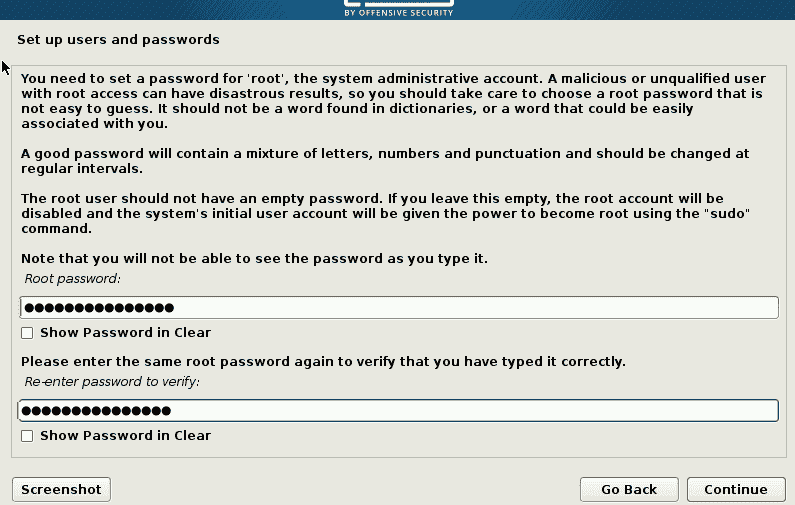 BY OFFENSIVE SECURITY
Set up users and passwords
You need to set a password for 'root', the system administrative account. A malicious or unqualified user
with root access can have disastrous results, so you should take care to choose a root password that is
not easy to guess. It should not be a word found in dictionaries, or a word that could be easily
associated with you.
A good password will contain a mixture of letters, numbers and punctuation and should be changed at
regular intervals.
The root user should not have an empty password. If you leave this empty, the root account will be
disabled and the system's initial user account will be given the power to become root using the "sudo"
command.
Note that you will not be able to see the password as you type it.
Root password:
●●●●●●●●●●●●●●●
Show Password in Clear
Please enter the same root password again to verify that you have typed it correctly.
Re-enter password to verify:
●●●●●●●●●●●●●●●
Show Password in Clear
Screenshot
Go Back
Continue